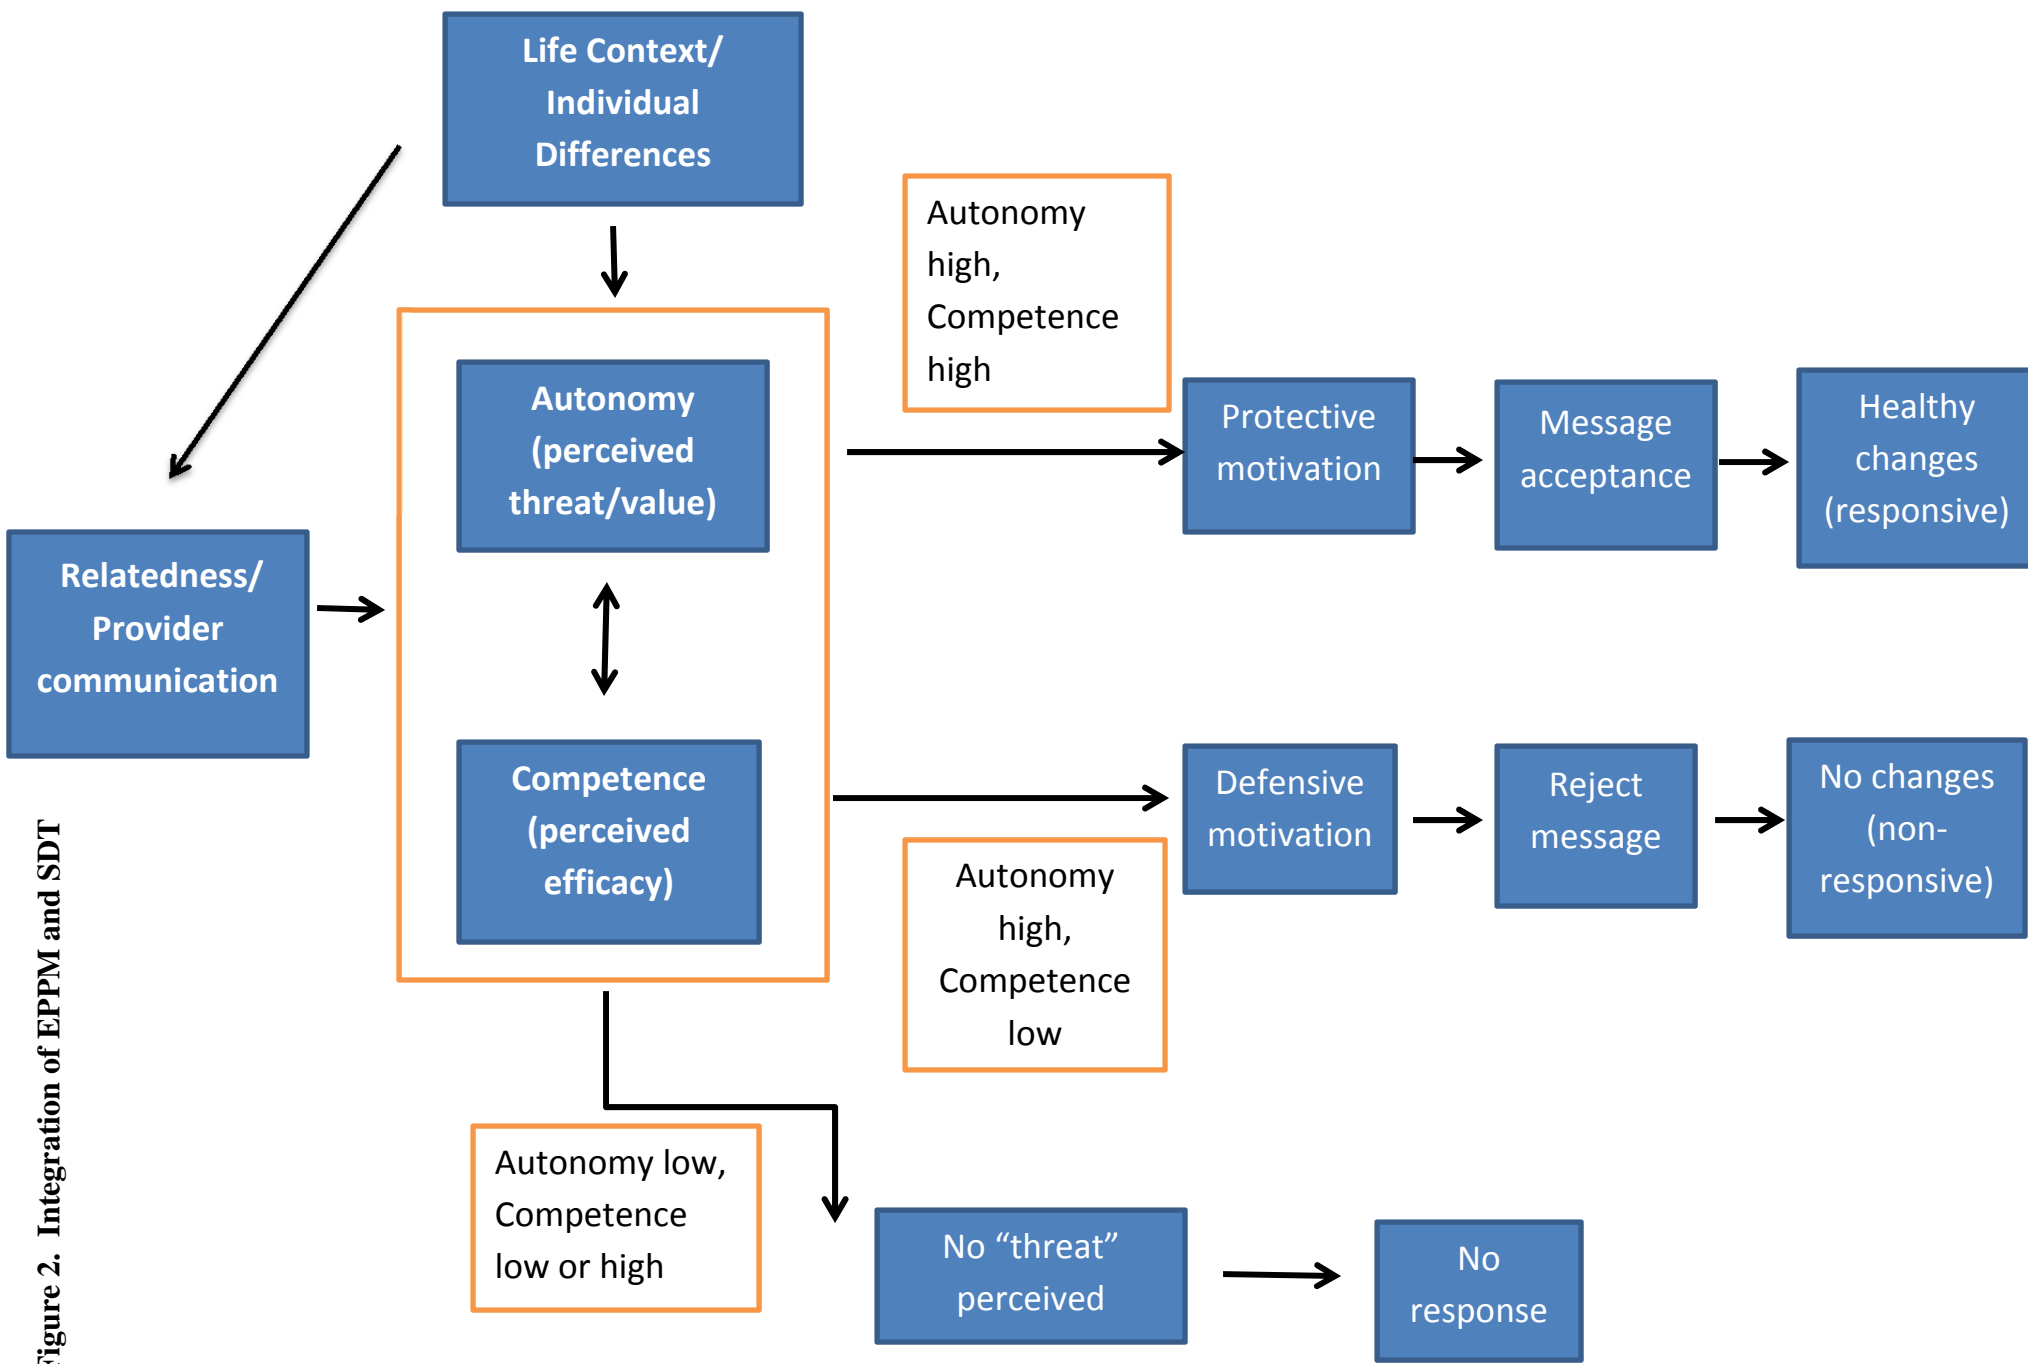 Life Context/
Individual
Differences
Autonomy
high,
Competence
high
Autonomy
(perceived
threat/value)
Protective
motivation
Message
acceptance
Healthy
changes
(responsive)
Relatedness/
Provider
communication
Competence
(perceived
efficacy)
Defensive
motivation
Reject
message
No changes
(non-
responsive)
Autonomy
high,
Competence
low
Autonomy low,
Competence
low or high
No “threat”
perceived
No
response
Figure 2.  Integration of EPPM and SDT